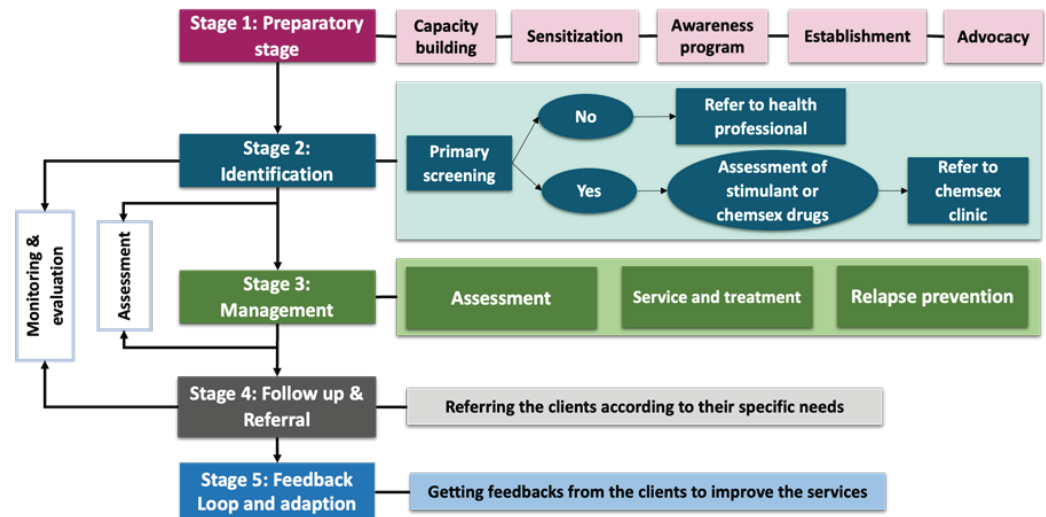 Stage 1: Preparatory
stage
Capacity
building
Sensitization
Awareness
program
Establishment
Advocacy
Stage 2:
Identification
Primary
screening
No
Refer to health
professional
Yes
Assessment of
stimulant or
chemsex drugs
Refer to
chemsex
clinic
Monitoring &
evaluation
Assessment
Stage 3:
Management
Assessment
Service and treatment
Relapse prevention
Stage 4: Follow up &
Referral
Referring the clients according to their specific needs
Stage 5: Feedback
Loop and adaption
Getting feedbacks from the clients to improve the services